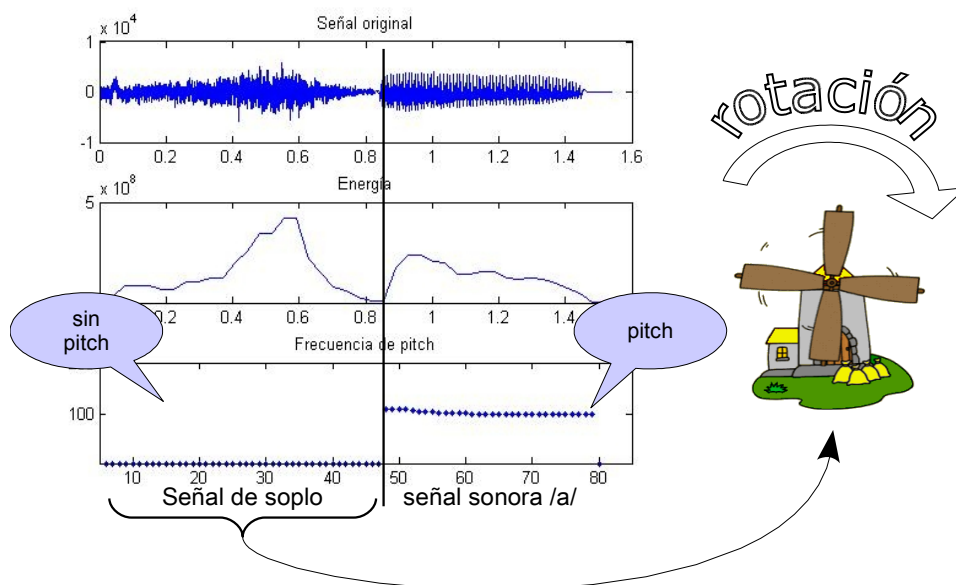 Señal original
x 10^4
1
0
-1
0 0.2 0.4 0.6 0.8 1 1.2 1.4 1.6
rotación
Energía
x 10^8
5
0.2 0.4 0.6 0.8 1 1.2 1.4
sin
pitch
pitch
Frecuencia de pitch
100
10 20 30 40 50 60 70 80
Señal de soplo señal sonora /a/